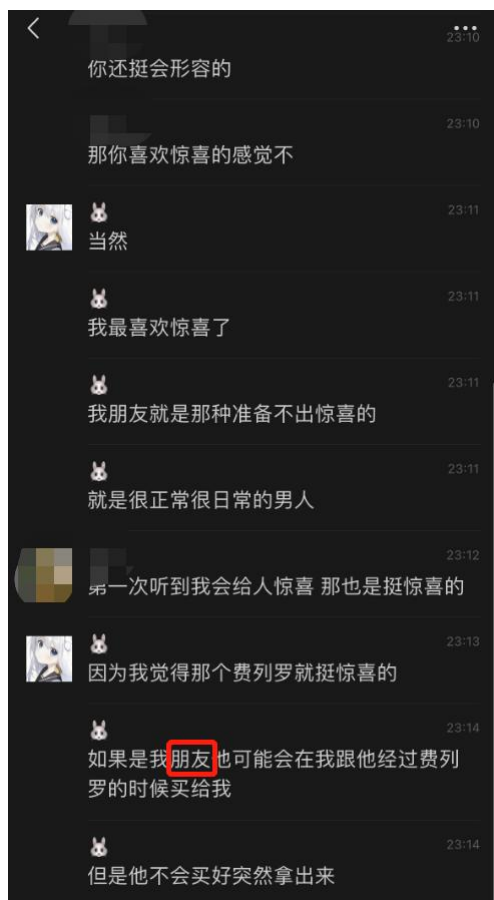 23:10
你还挺会形容的
23:10
那你喜欢惊喜的感觉不
23:11
当然
23:11
我最喜欢惊喜了
23:11
我朋友就是那种准备不出惊喜的
23:11
就是很正常很日常的男人
23:12
第一次听到我会给人惊喜 那也是挺惊喜的
23:13
因为我觉得那个费列罗就挺惊喜的
23:14
如果是我朋友他可能会在我跟他经过费列
罗的时候买给我
23:14
但是他不会买好突然拿出来